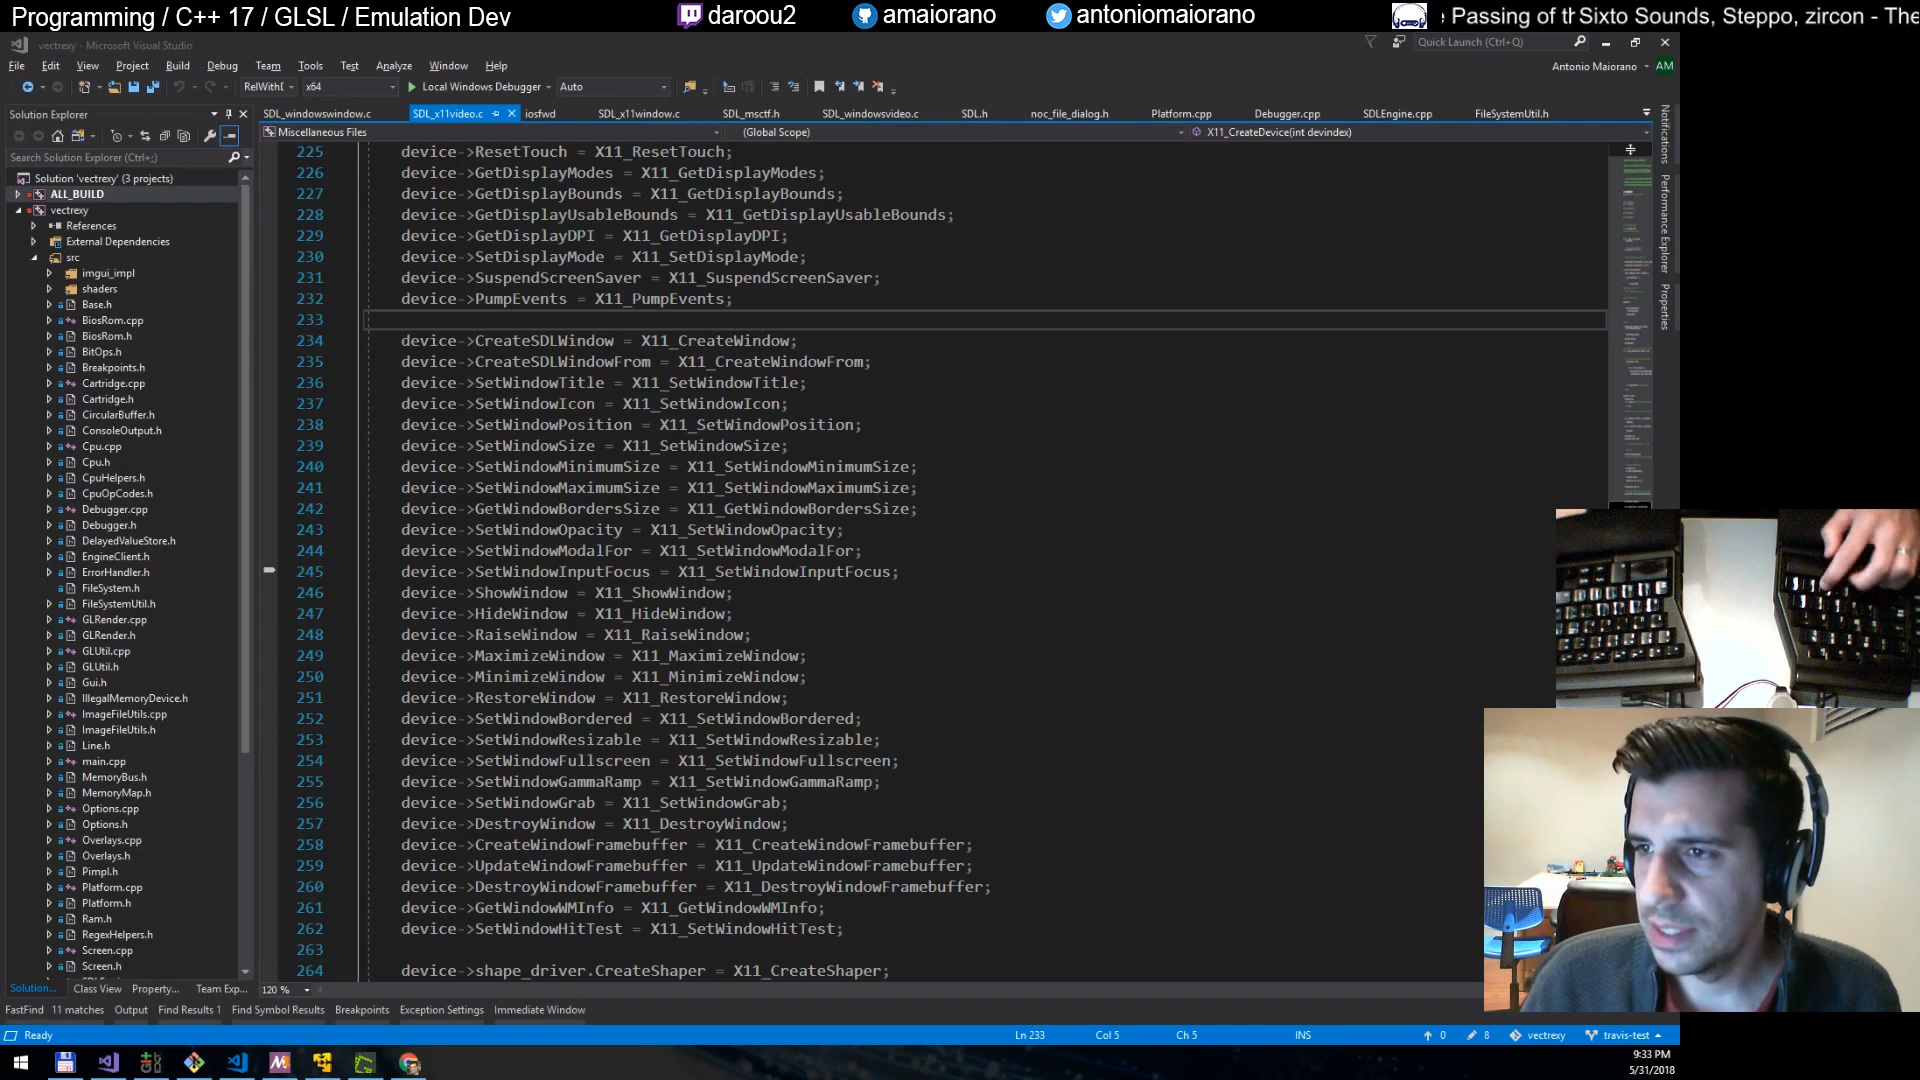 Programming / C++ 17 / GLSL / Emulation Dev
daroou2
amaiorano
antoniomaiorano
Passing of t
Sixto Sounds, Steppo, zircon - The
vectrexy - Microsoft Visual Studio
Quick Launch (Ctrl+Q)
File Edit View Project Build Debug Team Tools Test Analyze Window Help
Antonio Maiorano AM
RelWithI x64 Local Windows Debugger Auto
Solution Explorer
SDL_windowswindow.c SDL_x11video.c iosfwd SDL_x11window.c SDL_msctf.h SDL_windowsvideo.c SDL.h noc_file_dialog.h Platform.cpp Debugger.cpp SDLEngine.cpp FileSystemUtil.h
Miscellaneous Files (Global Scope) X11_CreateDevice(int devindex)
Search Solution Explorer (Ctrl+;)
Solution 'vectrexy' (3 projects)
ALL_BUILD
vectrexy
References
External Dependencies
src
imgui_impl
shaders
Base.h
BiosRom.cpp
BiosRom.h
BitOps.h
Breakpoints.h
Cartridge.cpp
Cartridge.h
CircularBuffer.h
ConsoleOutput.h
Cpu.cpp
Cpu.h
CpuHelpers.h
CpuOpCodes.h
Debugger.cpp
Debugger.h
DelayedValueStore.h
EngineClient.h
ErrorHandler.h
FileSystem.h
FileSystemUtil.h
GLRender.cpp
GLRender.h
GLUtil.cpp
GLUtil.h
Gui.h
IllegalMemoryDevice.h
ImageFileUtils.cpp
ImageFileUtils.h
Line.h
main.cpp
MemoryBus.h
MemoryMap.h
Options.cpp
Options.h
Overlays.cpp
Overlays.h
Pimpl.h
Platform.cpp
Platform.h
Ram.h
RegexHelpers.h
Screen.cpp
Screen.h
225 device->ResetTouch = X11_ResetTouch;
226 device->GetDisplayModes = X11_GetDisplayModes;
227 device->GetDisplayBounds = X11_GetDisplayBounds;
228 device->GetDisplayUsableBounds = X11_GetDisplayUsableBounds;
229 device->GetDisplayDPI = X11_GetDisplayDPI;
230 device->SetDisplayMode = X11_SetDisplayMode;
231 device->SuspendScreenSaver = X11_SuspendScreenSaver;
232 device->PumpEvents = X11_PumpEvents;
233
234 device->CreateSDLWindow = X11_CreateWindow;
235 device->CreateSDLWindowFrom = X11_CreateWindowFrom;
236 device->SetWindowTitle = X11_SetWindowTitle;
237 device->SetWindowIcon = X11_SetWindowIcon;
238 device->SetWindowPosition = X11_SetWindowPosition;
239 device->SetWindowSize = X11_SetWindowSize;
240 device->SetWindowMinimumSize = X11_SetWindowMinimumSize;
241 device->SetWindowMaximumSize = X11_SetWindowMaximumSize;
242 device->GetWindowBordersSize = X11_GetWindowBordersSize;
243 device->SetWindowOpacity = X11_SetWindowOpacity;
244 device->SetWindowModalFor = X11_SetWindowModalFor;
245 device->SetWindowInputFocus = X11_SetWindowInputFocus;
246 device->ShowWindow = X11_ShowWindow;
247 device->HideWindow = X11_HideWindow;
248 device->RaiseWindow = X11_RaiseWindow;
249 device->MaximizeWindow = X11_MaximizeWindow;
250 device->MinimizeWindow = X11_MinimizeWindow;
251 device->RestoreWindow = X11_RestoreWindow;
252 device->SetWindowBordered = X11_SetWindowBordered;
253 device->SetWindowResizable = X11_SetWindowResizable;
254 device->SetWindowFullscreen = X11_SetWindowFullscreen;
255 device->SetWindowGammaRamp = X11_SetWindowGammaRamp;
256 device->SetWindowGrab = X11_SetWindowGrab;
257 device->DestroyWindow = X11_DestroyWindow;
258 device->CreateWindowFramebuffer = X11_CreateWindowFramebuffer;
259 device->UpdateWindowFramebuffer = X11_UpdateWindowFramebuffer;
260 device->DestroyWindowFramebuffer = X11_DestroyWindowFramebuffer;
261 device->GetWindowWMInfo = X11_GetWindowWMInfo;
262 device->SetWindowHitTest = X11_SetWindowHitTest;
263
264 device->shape_driver.CreateShaper = X11_CreateShaper;
Notifications
Performance Explorer
Properties
Solution... Class View Property... Team Exp... 120 %
FastFind 11 matches Output Find Results 1 Find Symbol Results Breakpoints Exception Settings Immediate Window
Ready Ln 233 Col 5 Ch 5 INS 0 8 vectrexy travis-test
9:33 PM
5/31/2018